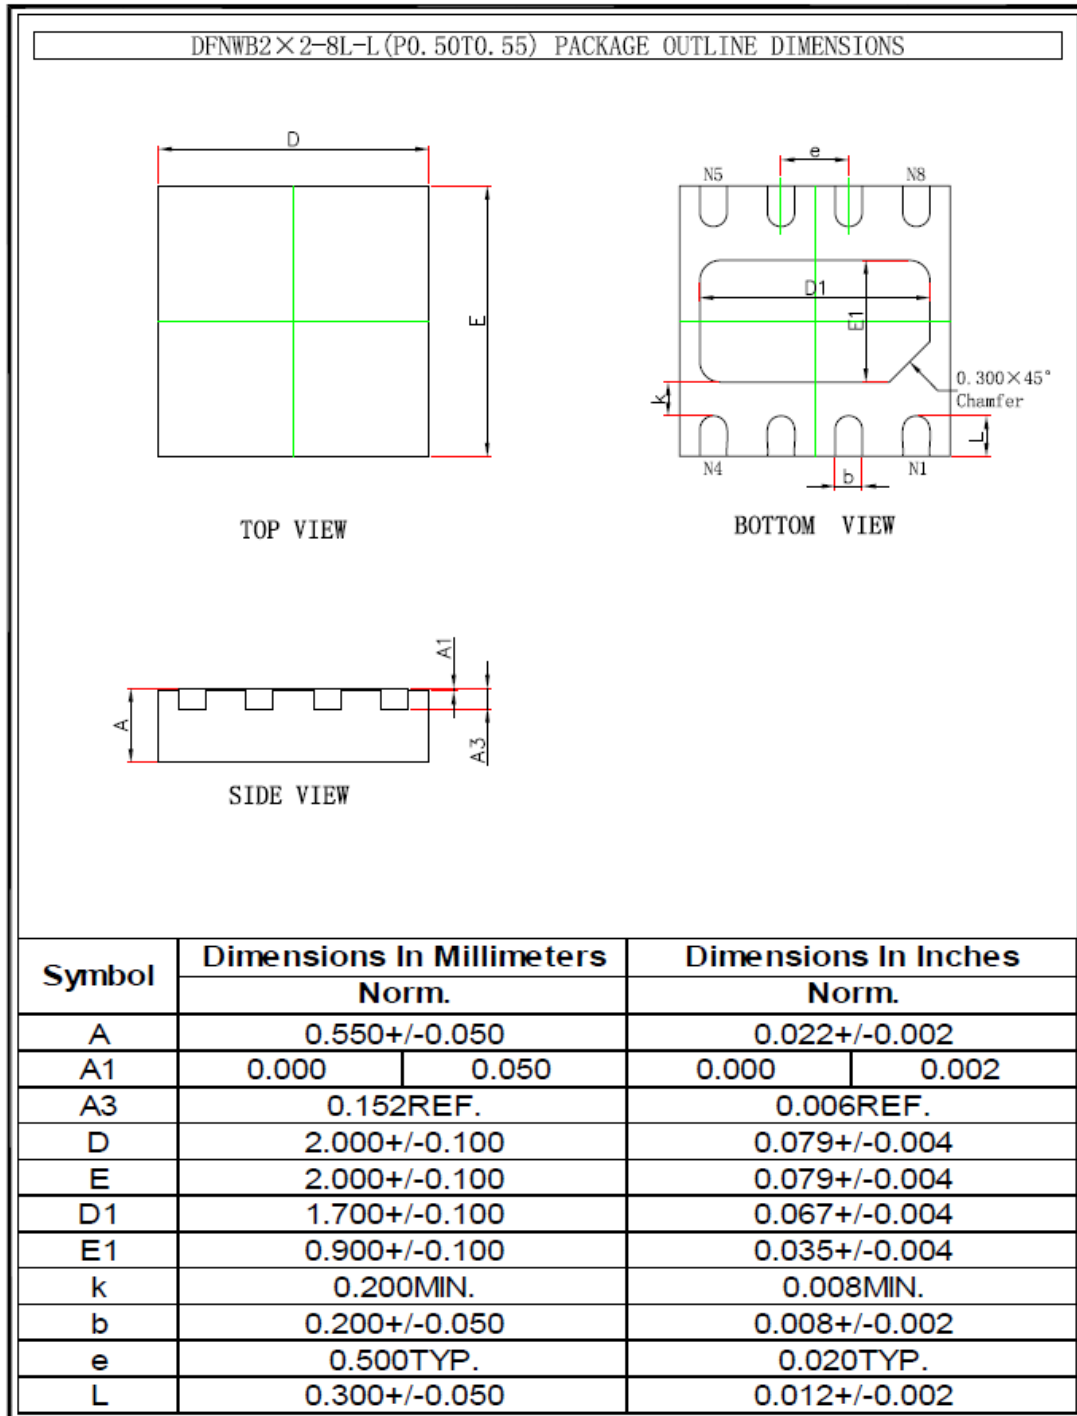 DFNWB2×2-8L-L(P0.50T0.55) PACKAGE OUTLINE DIMENSIONS
D
E
TOP VIEW
e
N5 N8
D1
E1
k
0.300×45°
Chamfer
L
N4 b N1
BOTTOM VIEW
A
A1
A3
SIDE VIEW
Symbol Dimensions In Millimeters Dimensions In Inches
Norm. Norm.
A 0.550+/-0.050 0.022+/-0.002
A1 0.000 0.050 0.000 0.002
A3 0.152REF. 0.006REF.
D 2.000+/-0.100 0.079+/-0.004
E 2.000+/-0.100 0.079+/-0.004
D1 1.700+/-0.100 0.067+/-0.004
E1 0.900+/-0.100 0.035+/-0.004
k 0.200MIN. 0.008MIN.
b 0.200+/-0.050 0.008+/-0.002
e 0.500TYP. 0.020TYP.
L 0.300+/-0.050 0.012+/-0.002